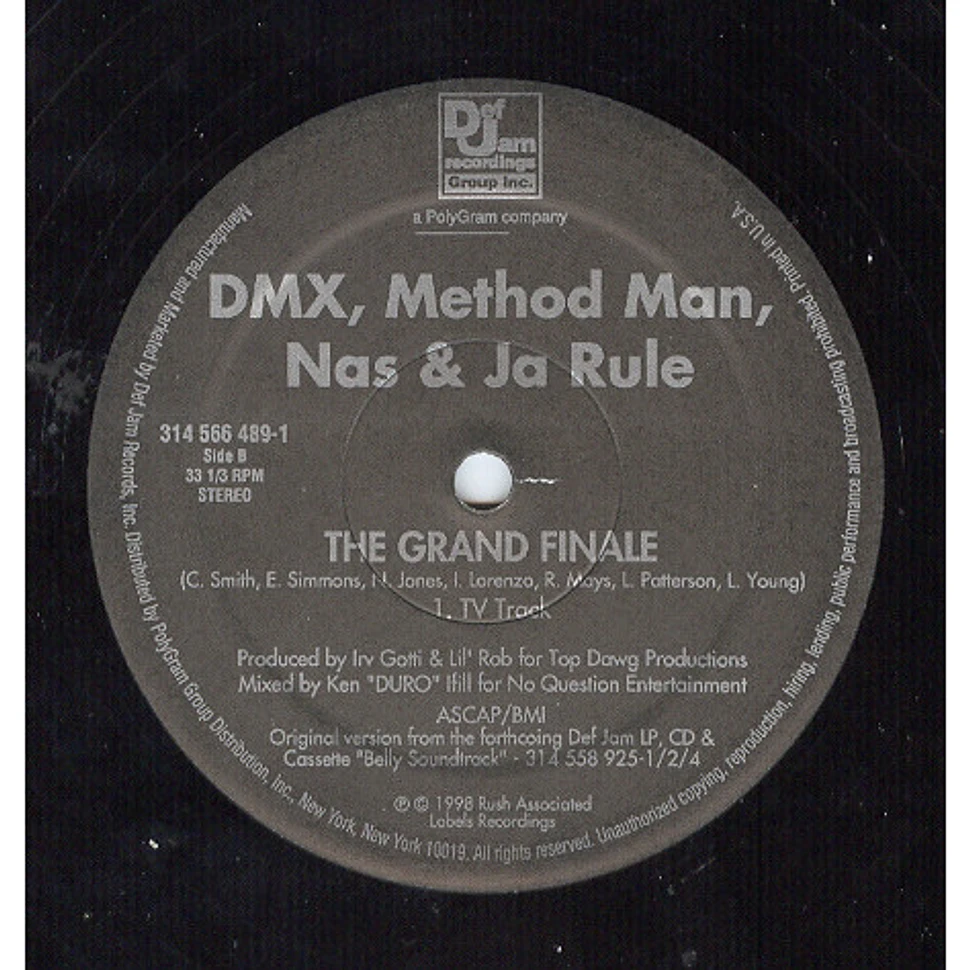 Def
Jam
recordings
Group Inc.
a PolyGram company
DMX, Method Man,
Nas & Ja Rule
314 566 489-1
Side B
33 1/3 RPM
STEREO
THE GRAND FINALE
(C. Smith, E. Simmons, N. Jones, I. Lorenzo, R. Mays, L. Patterson, L. Young)
1. TV Track
Produced by Irv Gotti & Lil' Rob for Top Dawg Productions
Mixed by Ken "DURO" Ifill for No Question Entertainment
ASCAP/BMI
Original version from the forthcoing Def Jam LP, CD &
Cassette "Belly Soundtrack" - 314 558 925-1/2/4
℗ © 1998 Rush Associated
Labels Recordings
Manufactured and Marketed by Def Jam Records, Inc. Distributed by PolyGram Group Distribution, Inc., New York, New York 10019. All rights reserved. Unauthorized copying, reproduction, hiring, lending, public performance and broadcasting prohibited. Printed in U.S.A.